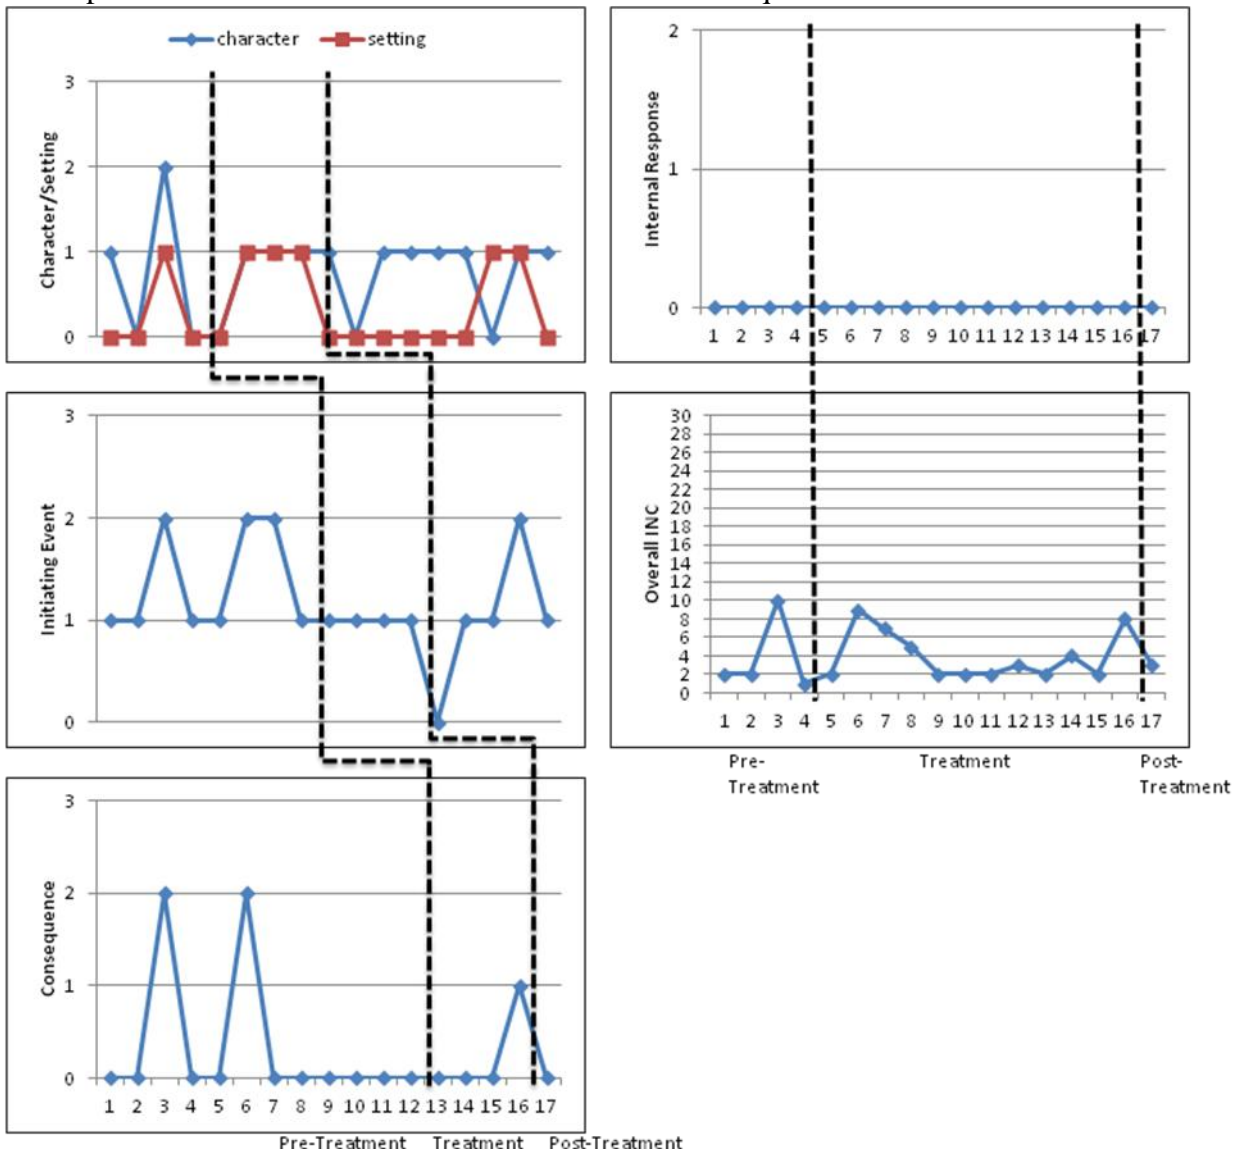 character setting
Character/Setting
3
2
1
0
Initiating Event
3
2
1
0
Consequence
3
2
1
0
1 2 3 4 5 6 7 8 9 10 11 12 13 14 15 16 17
Pre-Treatment Treatment Post-Treatment
Internal Response
2
1
0
1 2 3 4 5 6 7 8 9 10 11 12 13 14 15 16 17
Overall INC
30
28
26
24
22
20
18
16
14
12
10
8
6
4
2
0
1 2 3 4 5 6 7 8 9 10 11 12 13 14 15 16 17
Pre- Treatment Post-
Treatment Treatment